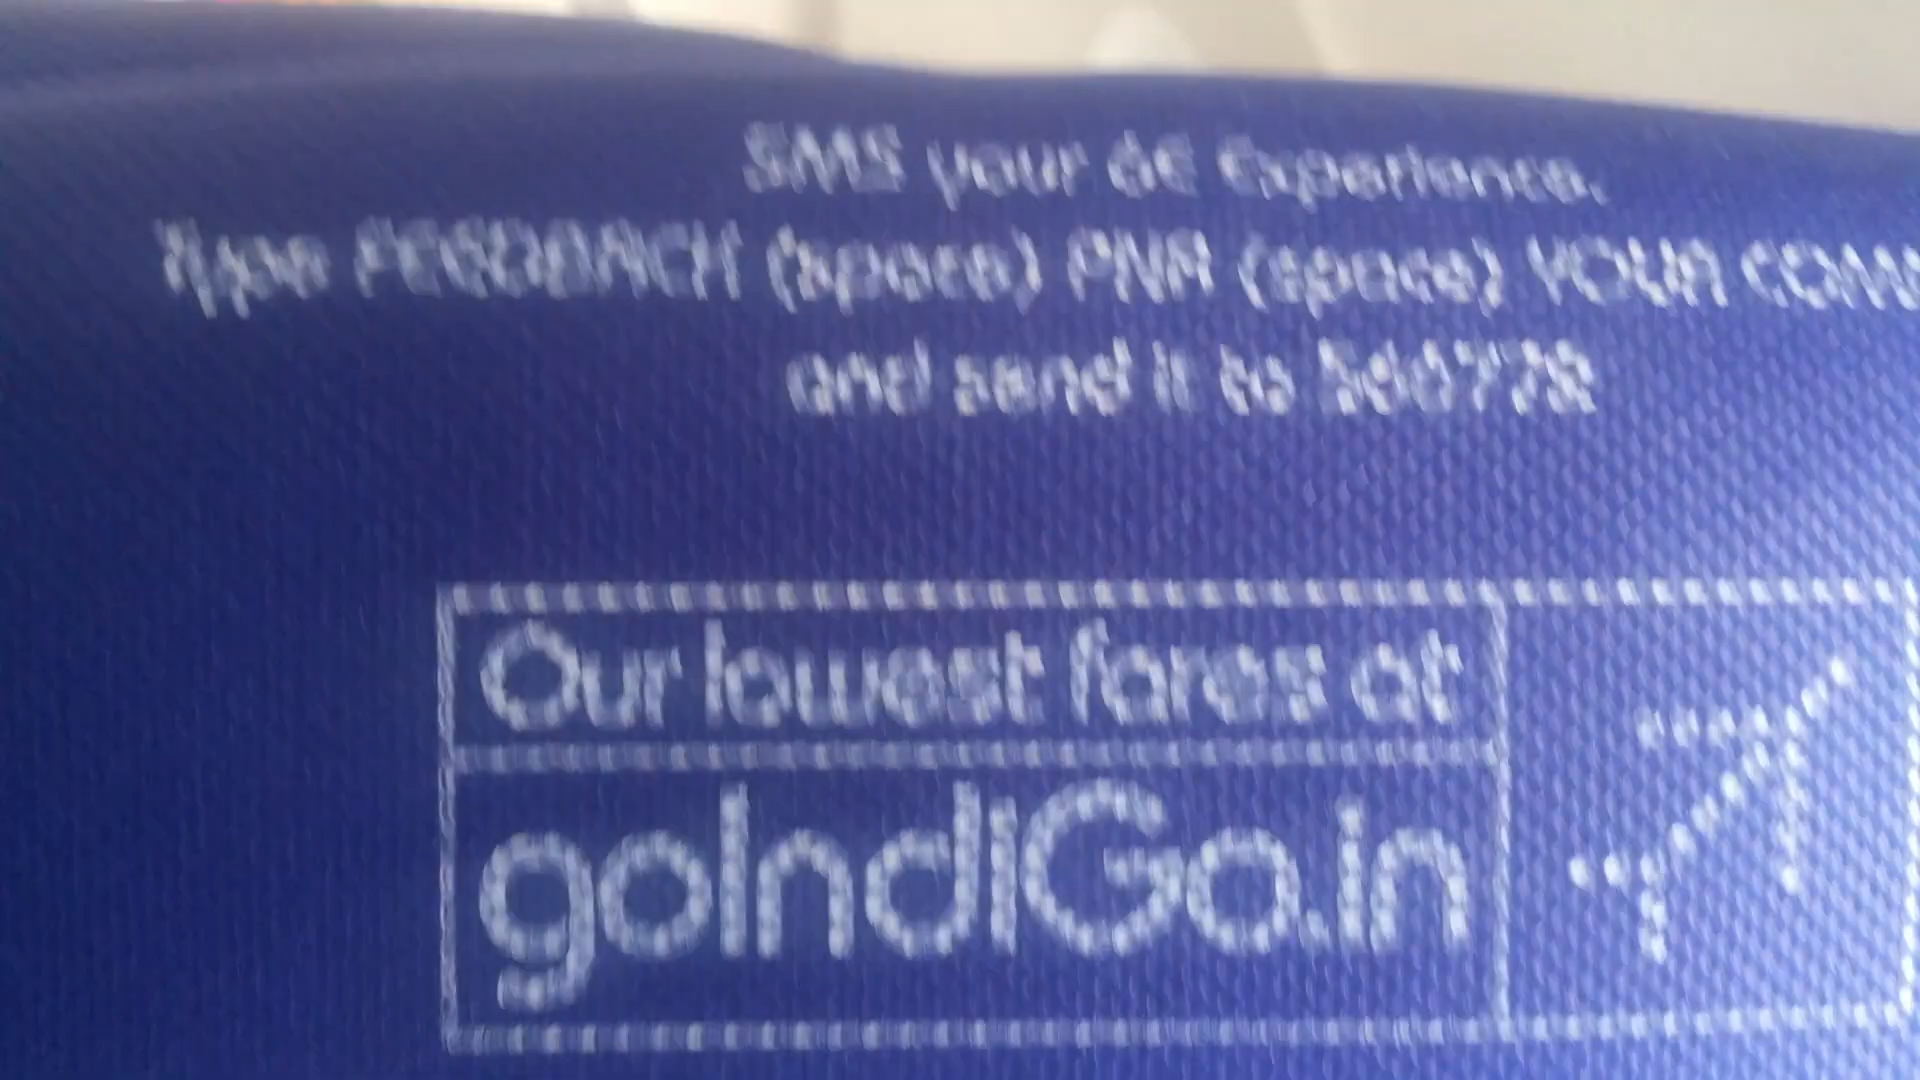 SMS your 6E Experience.
Type FEEDBACK (space) PNR (space) YOUR COMM
and send it to 566772
Our lowest fares at
goIndiGo.in